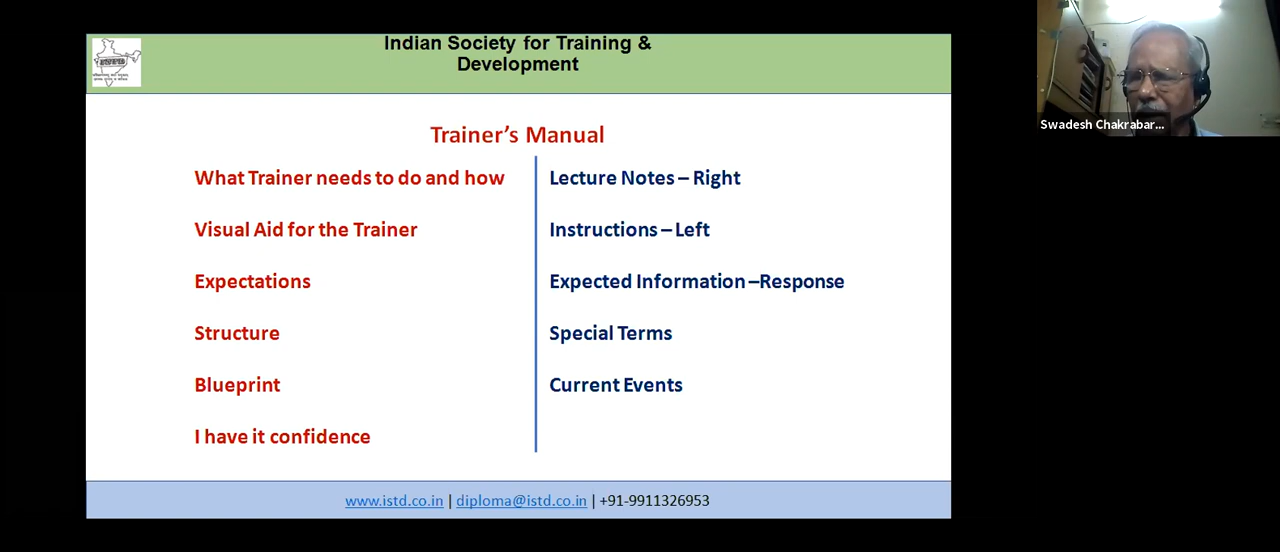 Indian Society for Training &
Development
Trainer's Manual
What Trainer needs to do and how
Visual Aid for the Trainer
Expectations
Structure
Blueprint
I have it confidence
Lecture Notes – Right
Instructions – Left
Expected Information –Response
Special Terms
Current Events
www.istd.co.in | diploma@istd.co.in | +91-9911326953
Swadesh Chakrabar...